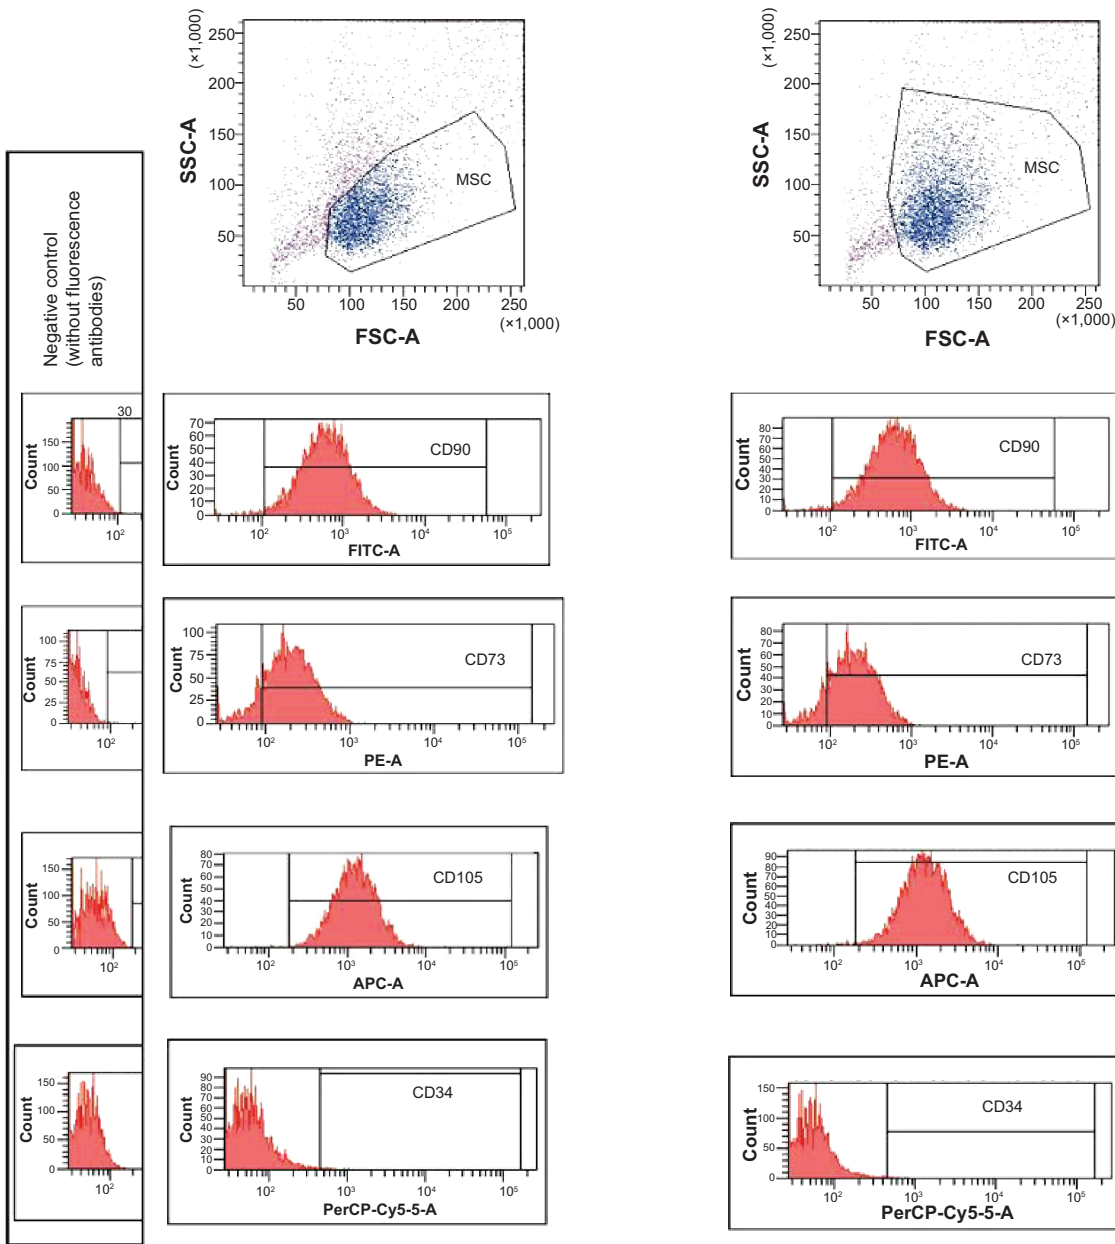 (×1,000)
250
200
150
100
50
SSC-A
MSC
50 100 150 200 250
(×1,000)
FSC-A
(×1,000)
250
200
150
100
50
SSC-A
MSC
50 100 150 200 250
(×1,000)
FSC-A
Negative control
(without fluorescence
antibodies)
30
Count
150
100
50
0
10²
Count
70
60
50
40
30
20
10
0
CD90
10² 10³ 10⁴ 10⁵
FITC-A
Count
80
70
60
50
40
30
20
10
0
CD90
10² 10³ 10⁴ 10⁵
FITC-A
Count
100
75
50
25
0
10²
Count
100
75
50
25
0
CD73
10² 10³ 10⁴ 10⁵
PE-A
Count
80
70
60
50
40
30
20
10
0
CD73
10² 10³ 10⁴ 10⁵
PE-A
Count
150
100
50
0
10²
Count
80
70
60
50
40
30
20
10
0
CD105
10² 10³ 10⁴ 10⁵
APC-A
Count
90
80
70
60
50
40
30
20
10
0
CD105
10² 10³ 10⁴ 10⁵
APC-A
Count
150
100
50
0
10²
Count
90
80
70
60
50
40
30
20
10
0
CD34
10² 10³ 10⁴ 10⁵
PerCP-Cy5-5-A
Count
150
100
50
0
CD34
10² 10³ 10⁴ 10⁵
PerCP-Cy5-5-A